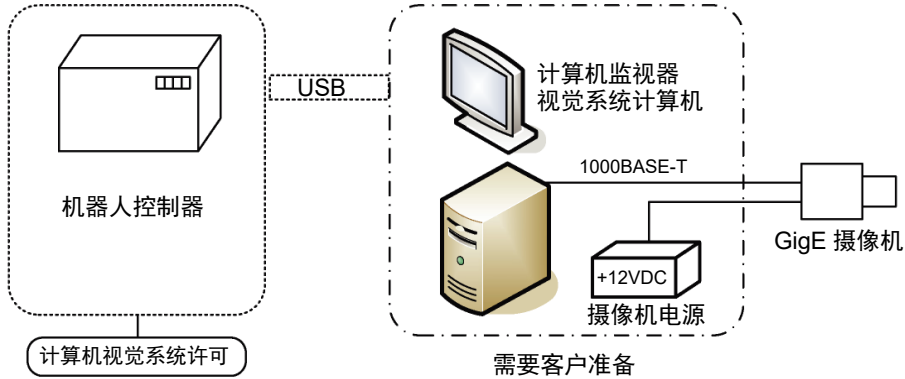 机器人控制器
计算机视觉系统许可
USB
计算机监视器
视觉系统计算机
1000BASE-T
+12VDC
摄像机电源
需要客户准备
GigE 摄像机